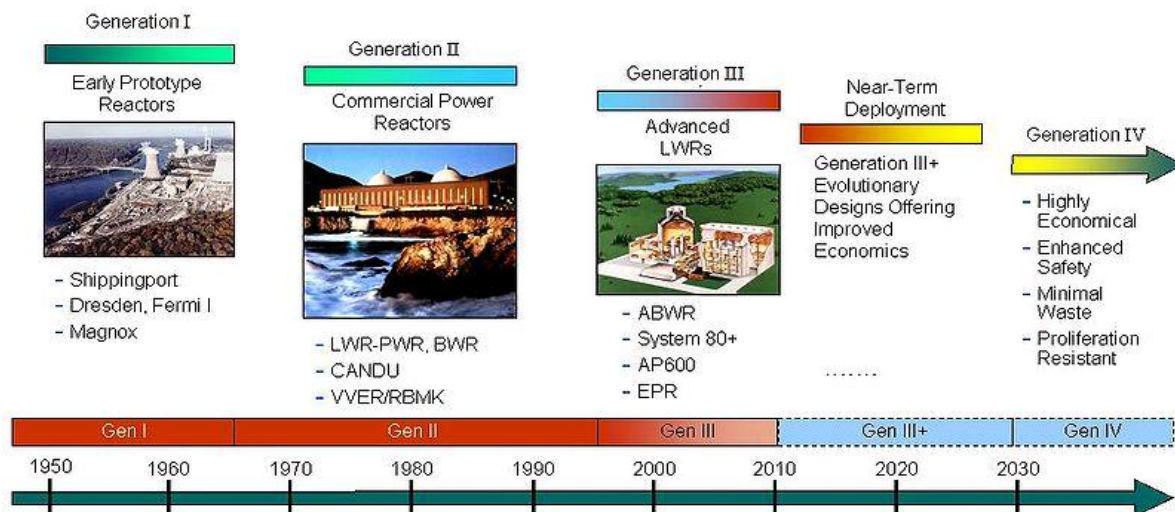 Generation I
Early Prototype
Reactors
- Shippingport
- Dresden, Fermi I
- Magnox
Generation II
Commercial Power
Reactors
- LWR-PWR, BWR
- CANDU
- VVER/RBMK
Generation III
Advanced
LWRs
- ABWR
- System 80+
- AP600
- EPR
Near-Term
Deployment
Generation III+
Evolutionary
Designs Offering
Improved
Economics
........
Generation IV
- Highly
Economical
- Enhanced
Safety
- Minimal
Waste
- Proliferation
Resistant
Gen I
Gen II
Gen III
Gen III+
Gen IV
1950
1960
1970
1980
1990
2000
2010
2020
2030